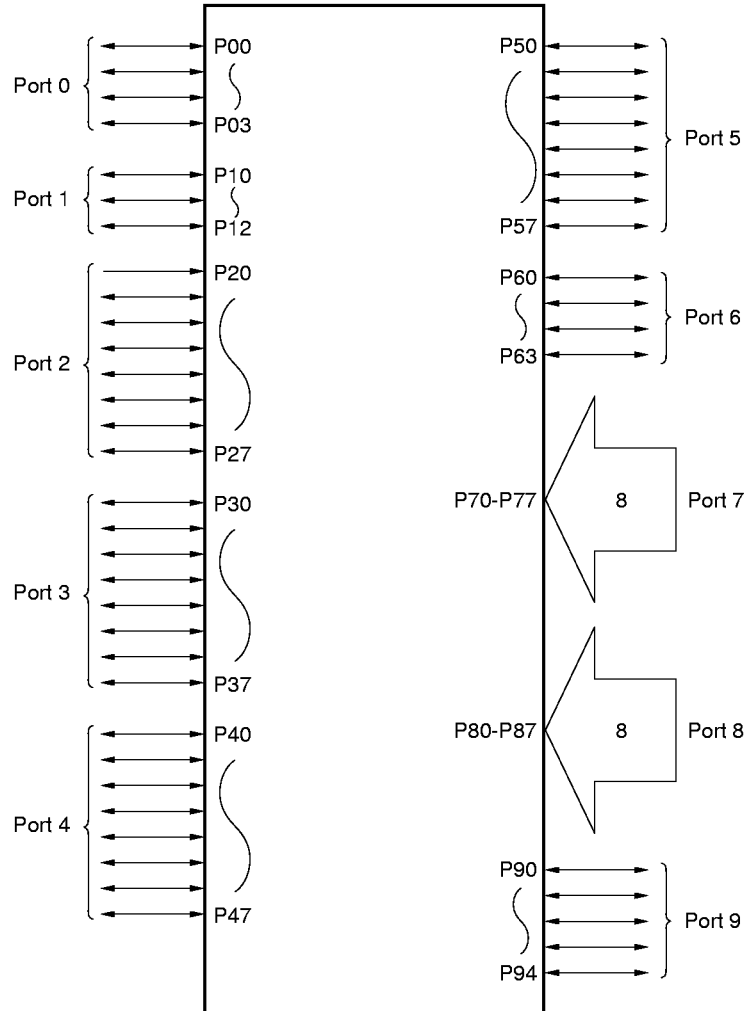 Port 0
P00
P03
Port 1
P10
P12
Port 2
P20
P27
Port 3
P30
P37
Port 4
P40
P47
P50
P57
Port 5
P60
P63
Port 6
P70-P77
8
Port 7
P80-P87
8
Port 8
P90
P94
Port 9